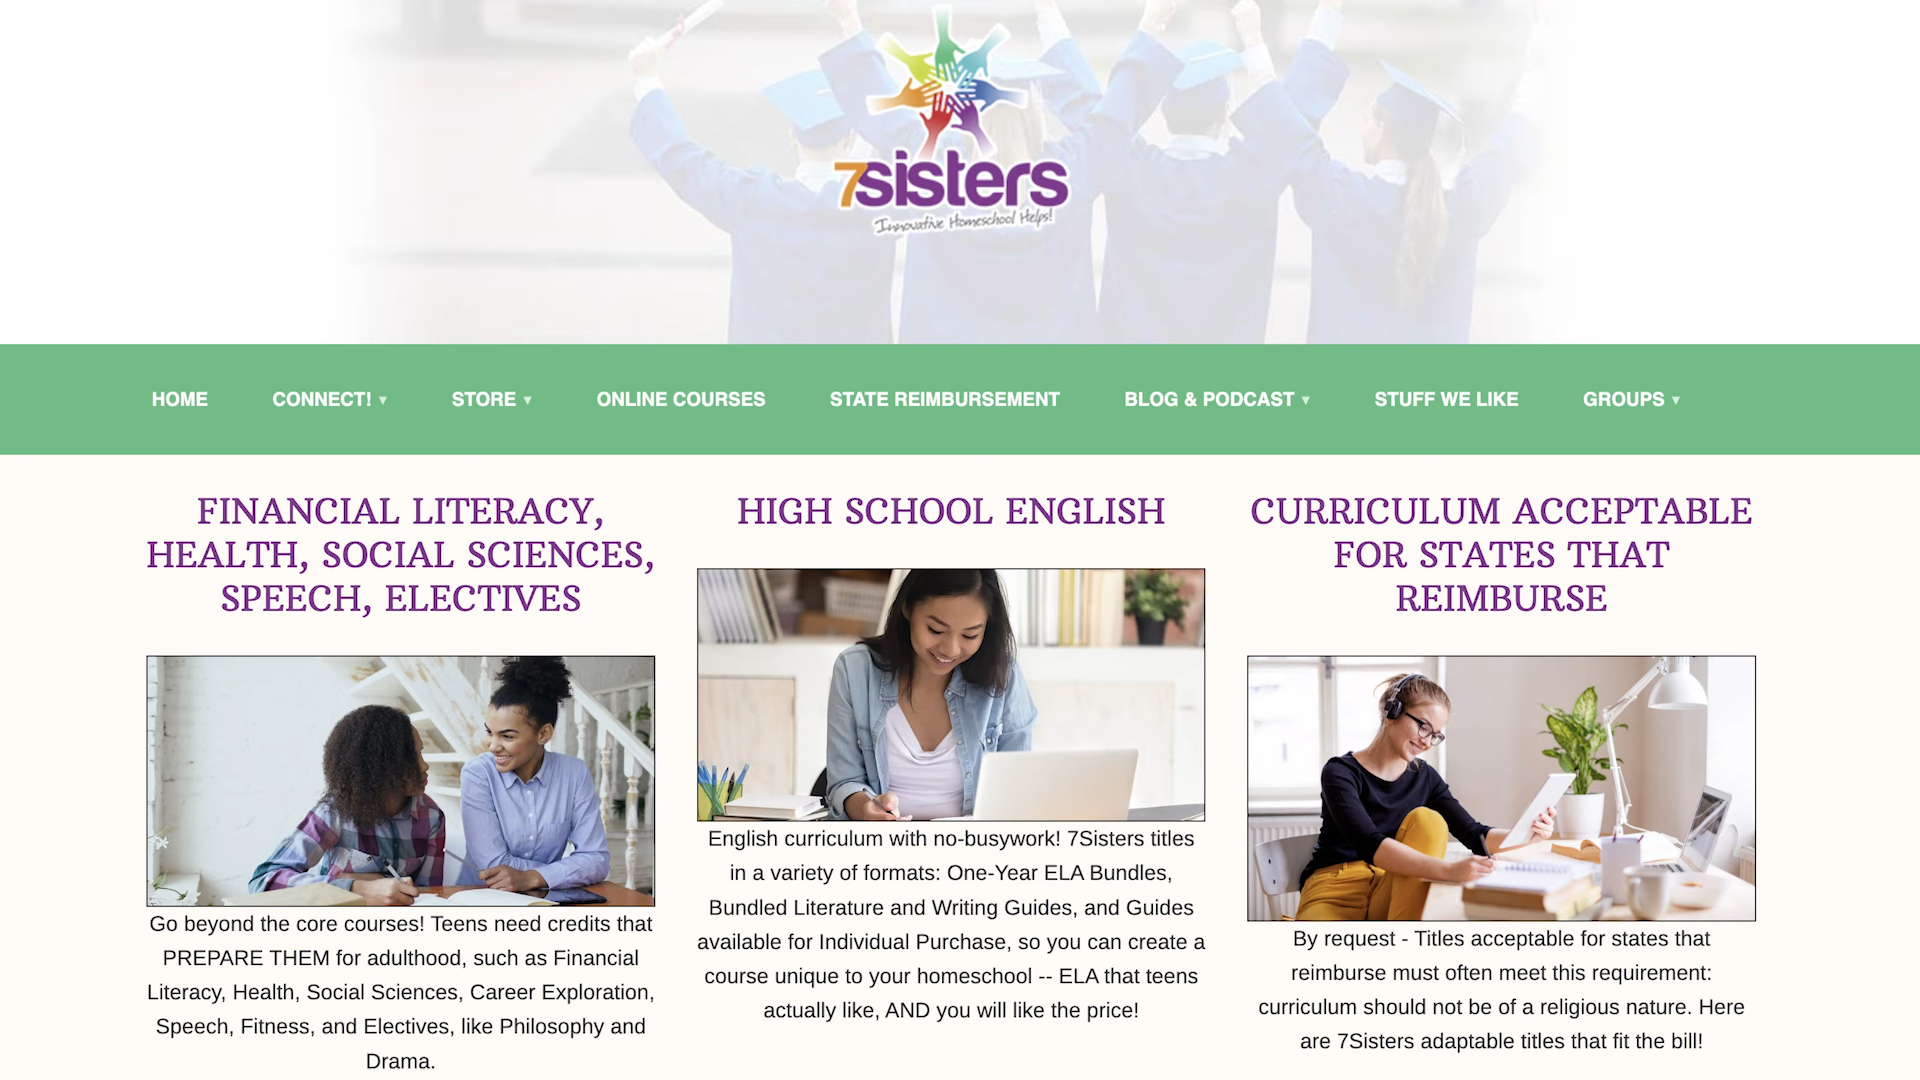 7sisters
Innovative Homeschool Helps!
HOME
CONNECT! ▾
STORE ▾
ONLINE COURSES
STATE REIMBURSEMENT
BLOG & PODCAST ▾
STUFF WE LIKE
GROUPS ▾
FINANCIAL LITERACY,
HEALTH, SOCIAL SCIENCES,
SPEECH, ELECTIVES
Go beyond the core courses! Teens need credits that
PREPARE THEM for adulthood, such as Financial
Literacy, Health, Social Sciences, Career Exploration,
Speech, Fitness, and Electives, like Philosophy and
Drama.
HIGH SCHOOL ENGLISH
English curriculum with no-busywork! 7Sisters titles
in a variety of formats: One-Year ELA Bundles,
Bundled Literature and Writing Guides, and Guides
available for Individual Purchase, so you can create a
course unique to your homeschool -- ELA that teens
actually like, AND you will like the price!
CURRICULUM ACCEPTABLE
FOR STATES THAT
REIMBURSE
By request - Titles acceptable for states that
reimburse must often meet this requirement:
curriculum should not be of a religious nature. Here
are 7Sisters adaptable titles that fit the bill!